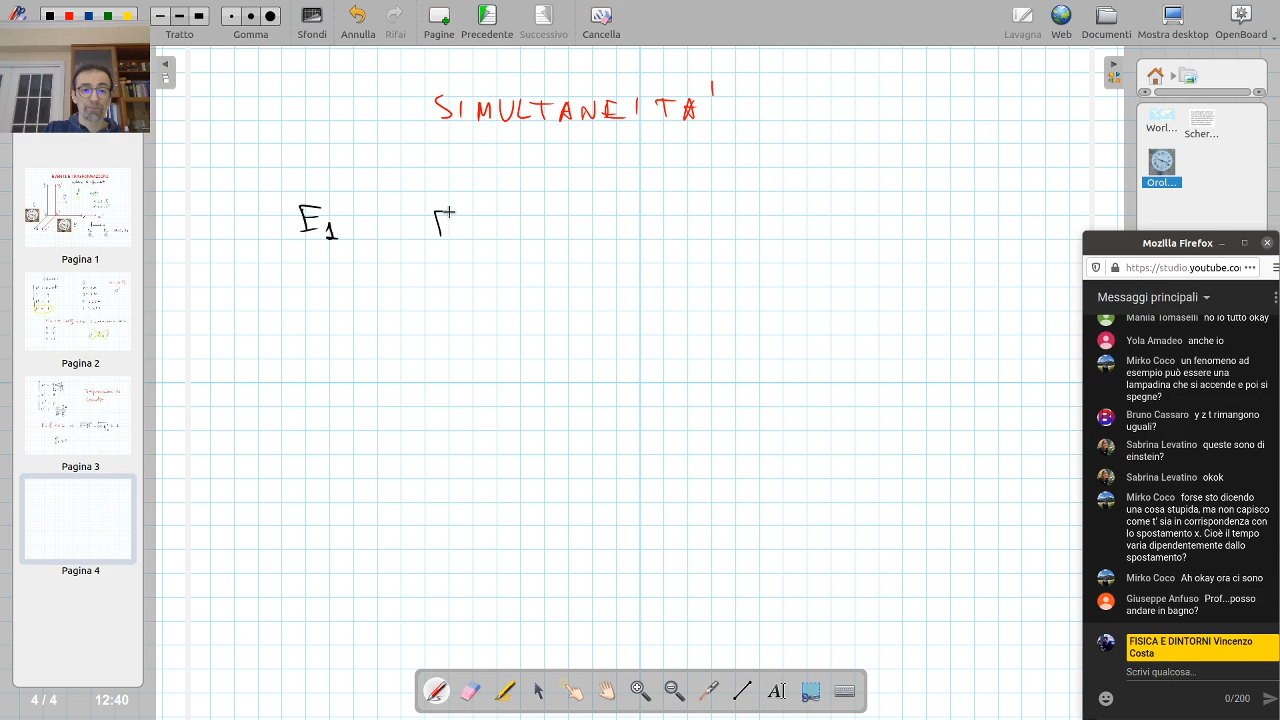 Tratto
Gomma
Sfondi
Annulla
Rifai
Pagine
Precedente
Successivo
Cancella
Lavagna
Web
Documenti
Mostra desktop
OpenBoard
SIMULTANEITA'
E1
Pagina 1
Pagina 2
Pagina 3
Pagina 4
4 / 4
12:40
Worl...
Scher...
Orol...
Mozilla Firefox
https://studio.youtube.co
Messaggi principali
Manila Tomaselli no io tutto okay
Yola Amadeo anche io
Mirko Coco un fenomeno ad
esempio può essere una
lampadina che si accende e poi si
spegne?
Bruno Cassaro y z t rimangono
uguali?
Sabrina Levatino queste sono di
einstein?
Sabrina Levatino okok
Mirko Coco forse sto dicendo
una cosa stupida, ma non capisco
come t' sia in corrispondenza con
lo spostamento x. Cioè il tempo
varia dipendentemente dallo
spostamento?
Mirko Coco Ah okay ora ci sono
Giuseppe Anfuso Prof...posso
andare in bagno?
FISICA E DINTORNI Vincenzo
Costa
Scrivi qualcosa...
0/200